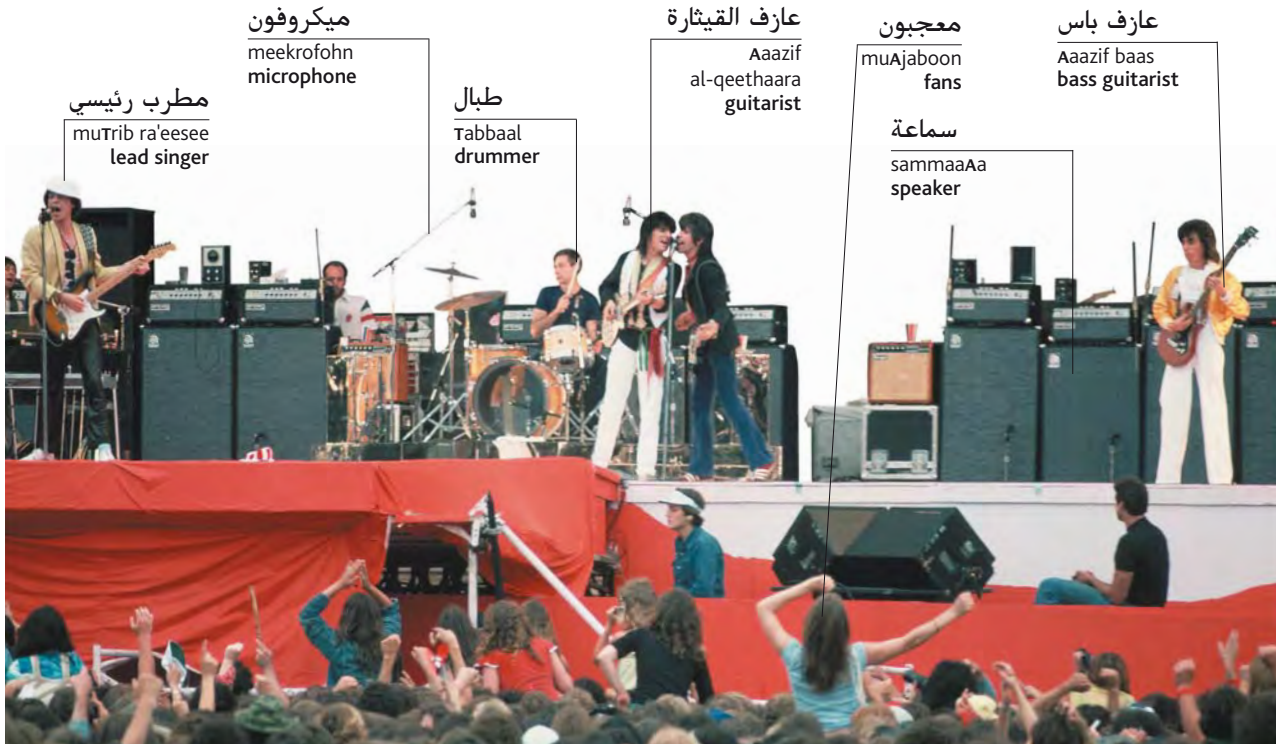 ميكروفون
meekrofohn
microphone
عازف القيثارة
Aaazif
al-qeethaara
guitarist
معجبون
muAjaboon
fans
عازف باس
Aaazif baas
bass guitarist
مطرب رئيسي
muTrib ra'eesee
lead singer
طبال
Tabbaal
drummer
سماعة
sammaaaAa
speaker